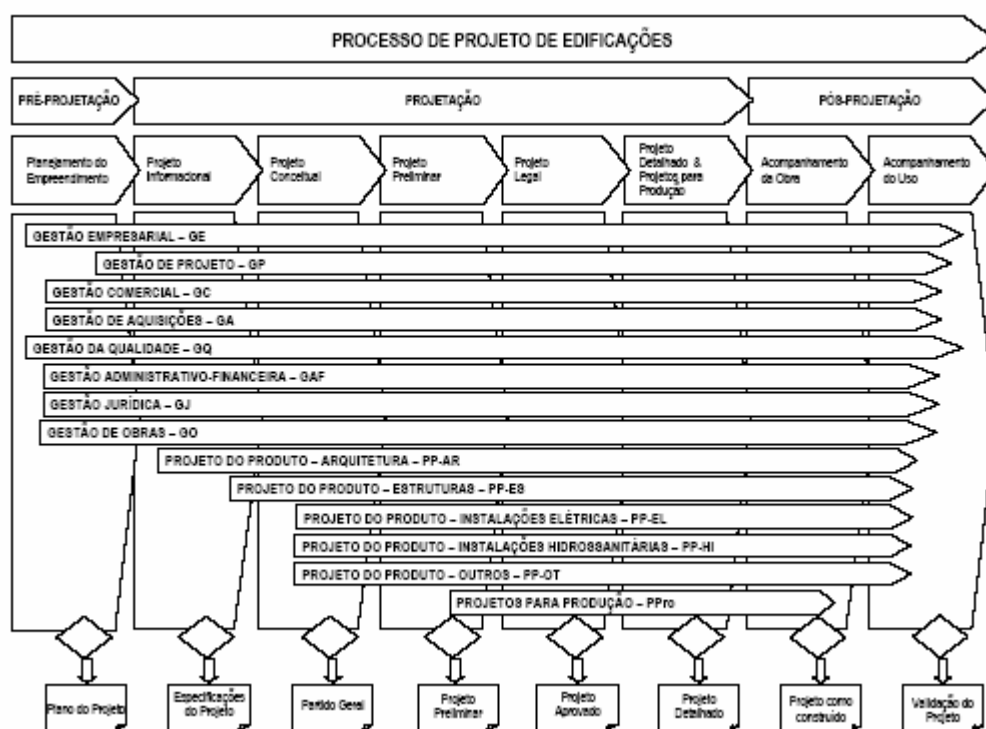 PROCESSO DE PROJETO DE EDIFICAÇÕES
PRÉ-PROJETAÇÃO
PROJETAÇÃO
PÓS-PROJETAÇÃO
Planejamento do
Empreendimento
Projeto
Informacional
Projeto
Conceitual
Projeto
Preliminar
Projeto
Legal
Projeto
Detalhado &
Projetos para
Produção
Acompanhamento
da Obra
Acompanhamento
do Uso
GESTÃO EMPRESARIAL – GE
GESTÃO DE PROJETO – GP
GESTÃO COMERCIAL – GC
GESTÃO DE AQUISIÇÕES – GA
GESTÃO DA QUALIDADE – GQ
GESTÃO ADMINISTRATIVO-FINANCEIRA – GAF
GESTÃO JURÍDICA – GJ
GESTÃO DE OBRAS – GO
PROJETO DO PRODUTO – ARQUITETURA – PP-AR
PROJETO DO PRODUTO – ESTRUTURAS – PP-ES
PROJETO DO PRODUTO – INSTALAÇÕES ELÉTRICAS – PP-EL
PROJETO DO PRODUTO – INSTALAÇÕES HIDROSSANITÁRIAS – PP-HI
PROJETO DO PRODUTO – OUTROS – PP-OT
PROJETOS PARA PRODUÇÃO – PPro
Plano do Projeto
Especificações
do Projeto
Partido Geral
Projeto
Preliminar
Projeto
Aprovado
Projeto
Detalhado
Projeto como
construído
Validação do
Projeto